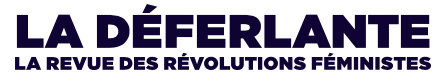 LA DÉFERLANTE
LA REVUE DES RÉVOLUTIONS FÉMINISTES